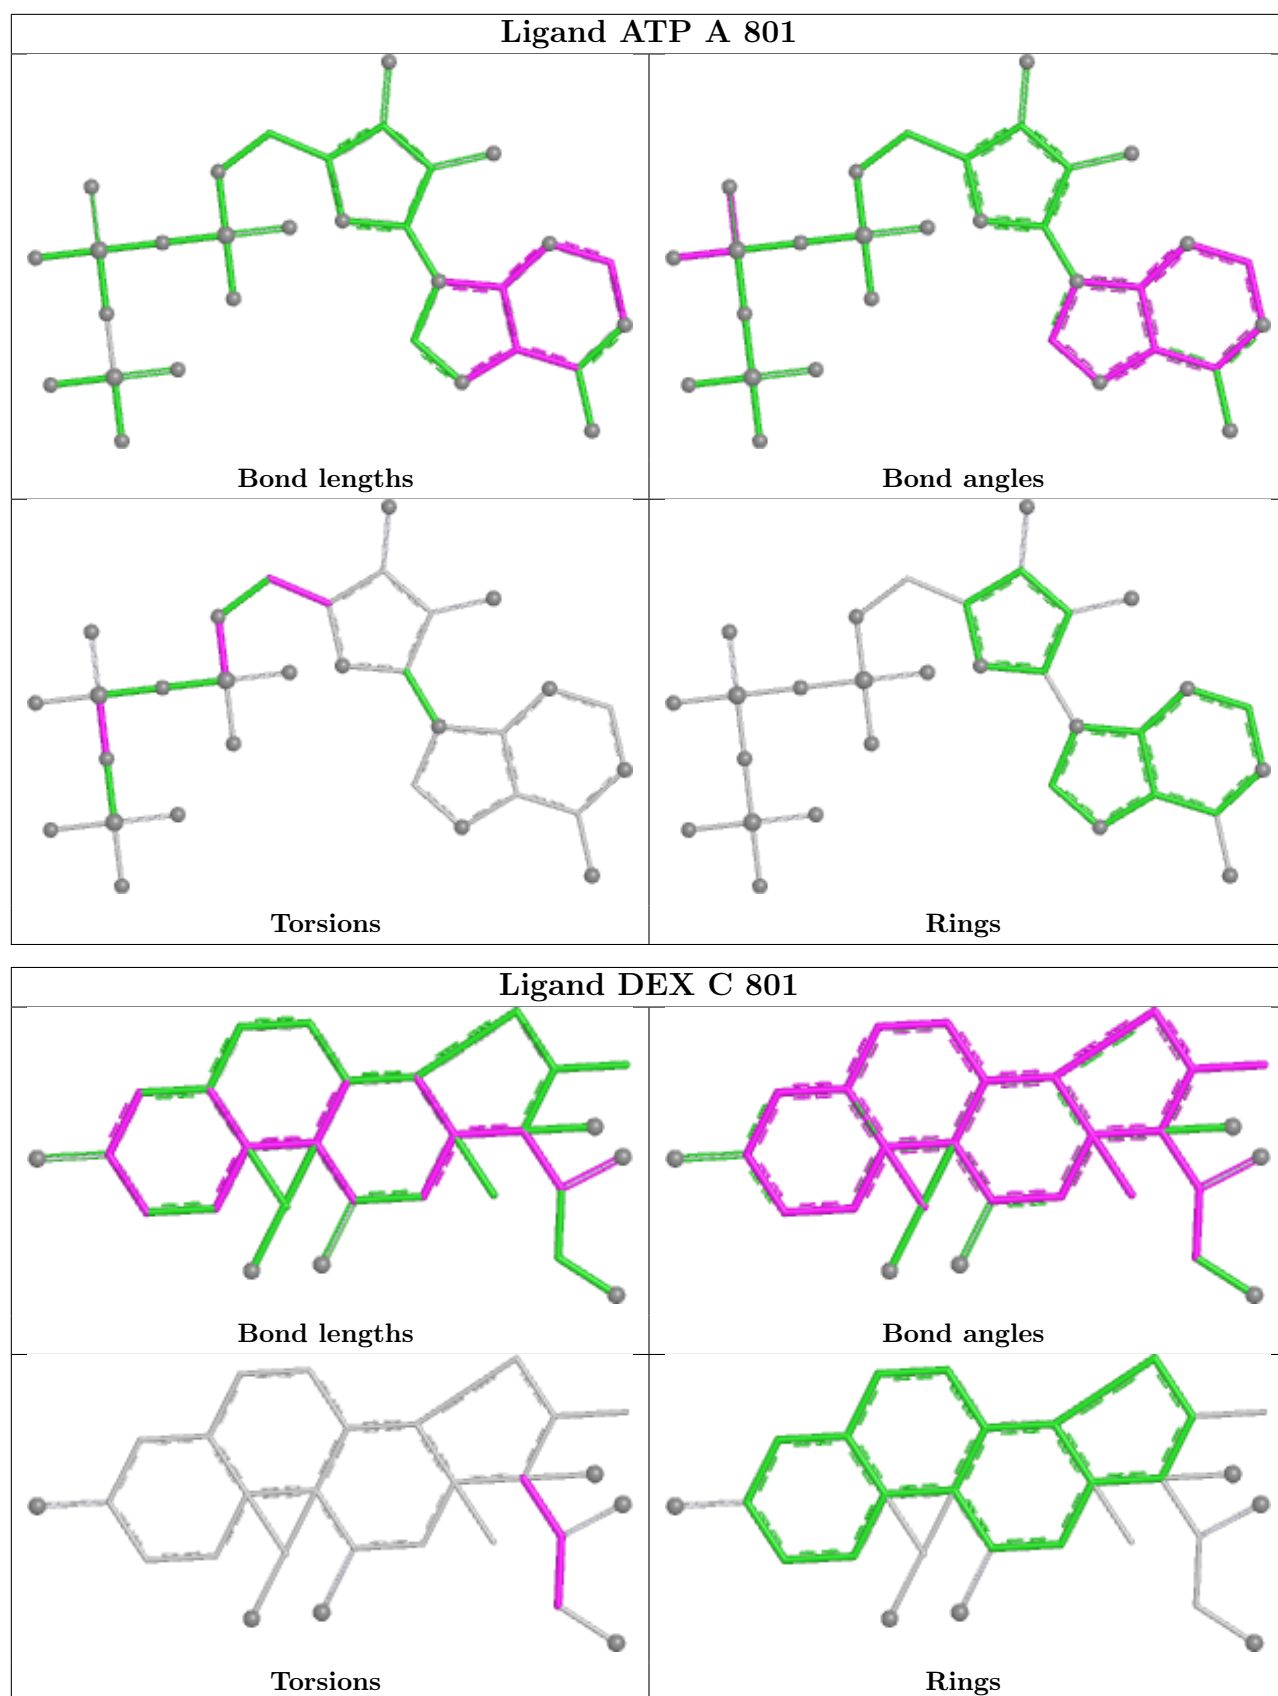 Ligand ATP A 801
Bond lengths
Bond angles
Torsions
Rings
Ligand DEX C 801
Bond lengths
Bond angles
Torsions
Rings